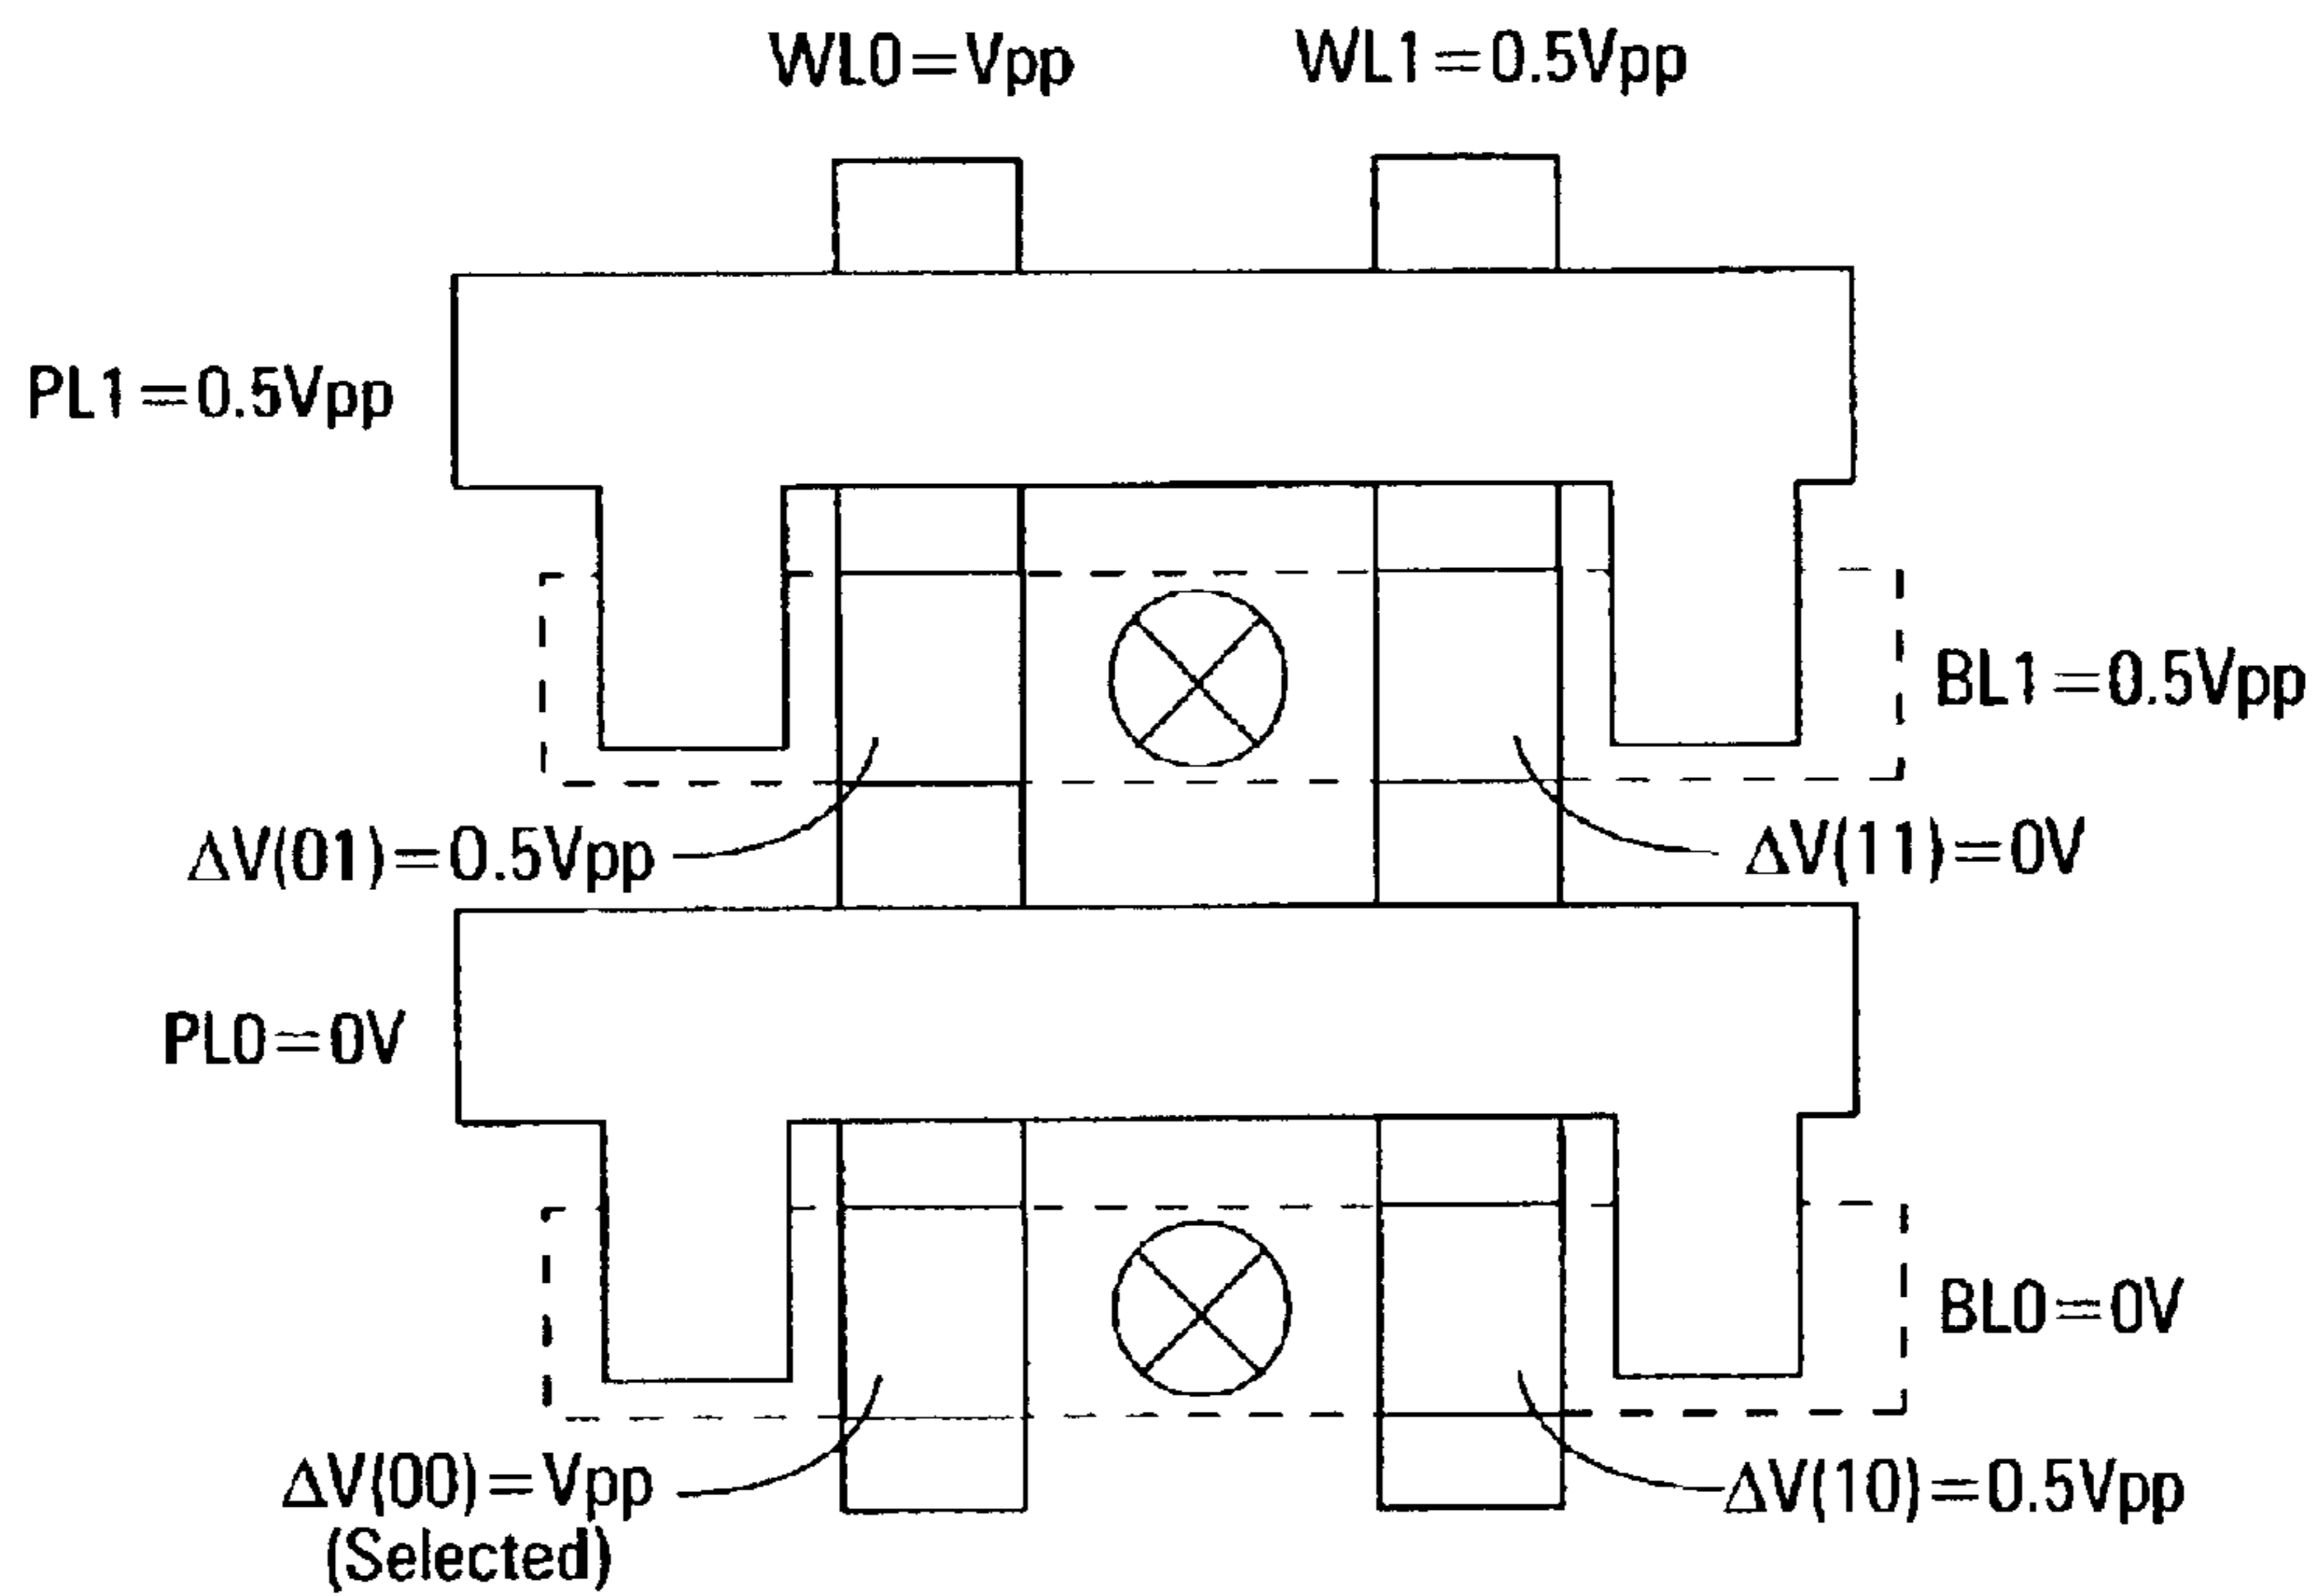 WL0=Vpp
WL1=0.5Vpp
PL1=0.5Vpp
BL1=0.5Vpp
ΔV(01)=0.5Vpp
ΔV(11)=0V
PL0=0V
BL0=0V
ΔV(00)=Vpp
(Selected)
ΔV(10)=0.5Vpp